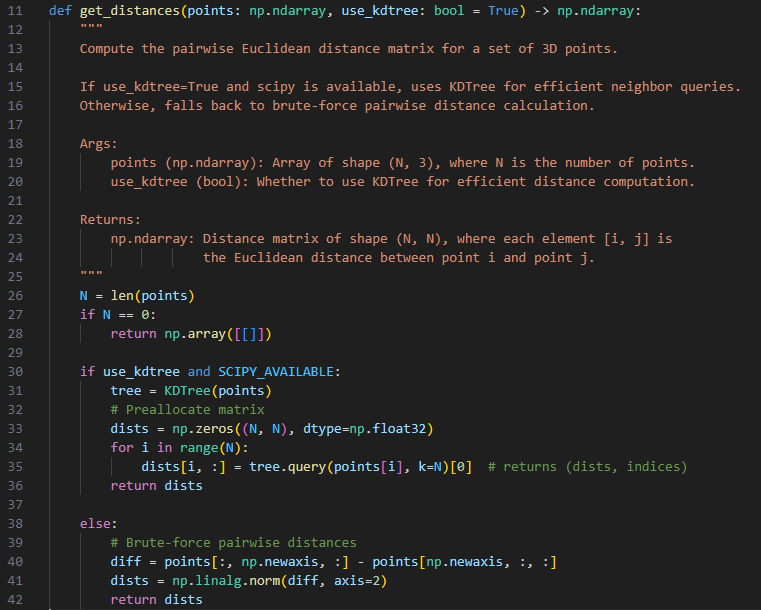 11 def get_distances(points: np.ndarray, use_kdtree: bool = True) -> np.ndarray:
12     """
13     Compute the pairwise Euclidean distance matrix for a set of 3D points.
14
15     If use_kdtree=True and scipy is available, uses KDTree for efficient neighbor queries.
16     Otherwise, falls back to brute-force pairwise distance calculation.
17
18     Args:
19         points (np.ndarray): Array of shape (N, 3), where N is the number of points.
20         use_kdtree (bool): Whether to use KDTree for efficient distance computation.
21
22     Returns:
23         np.ndarray: Distance matrix of shape (N, N), where each element [i, j] is
24                     the Euclidean distance between point i and point j.
25     """
26     N = len(points)
27     if N == 0:
28         return np.array([[]])
29
30     if use_kdtree and SCIPY_AVAILABLE:
31         tree = KDTree(points)
32         # Preallocate matrix
33         dists = np.zeros((N, N), dtype=np.float32)
34         for i in range(N):
35             dists[i, :] = tree.query(points[i], k=N)[0]  # returns (dists, indices)
36         return dists
37
38     else:
39         # Brute-force pairwise distances
40         diff = points[:, np.newaxis, :] - points[np.newaxis, :, :]
41         dists = np.linalg.norm(diff, axis=2)
42         return dists